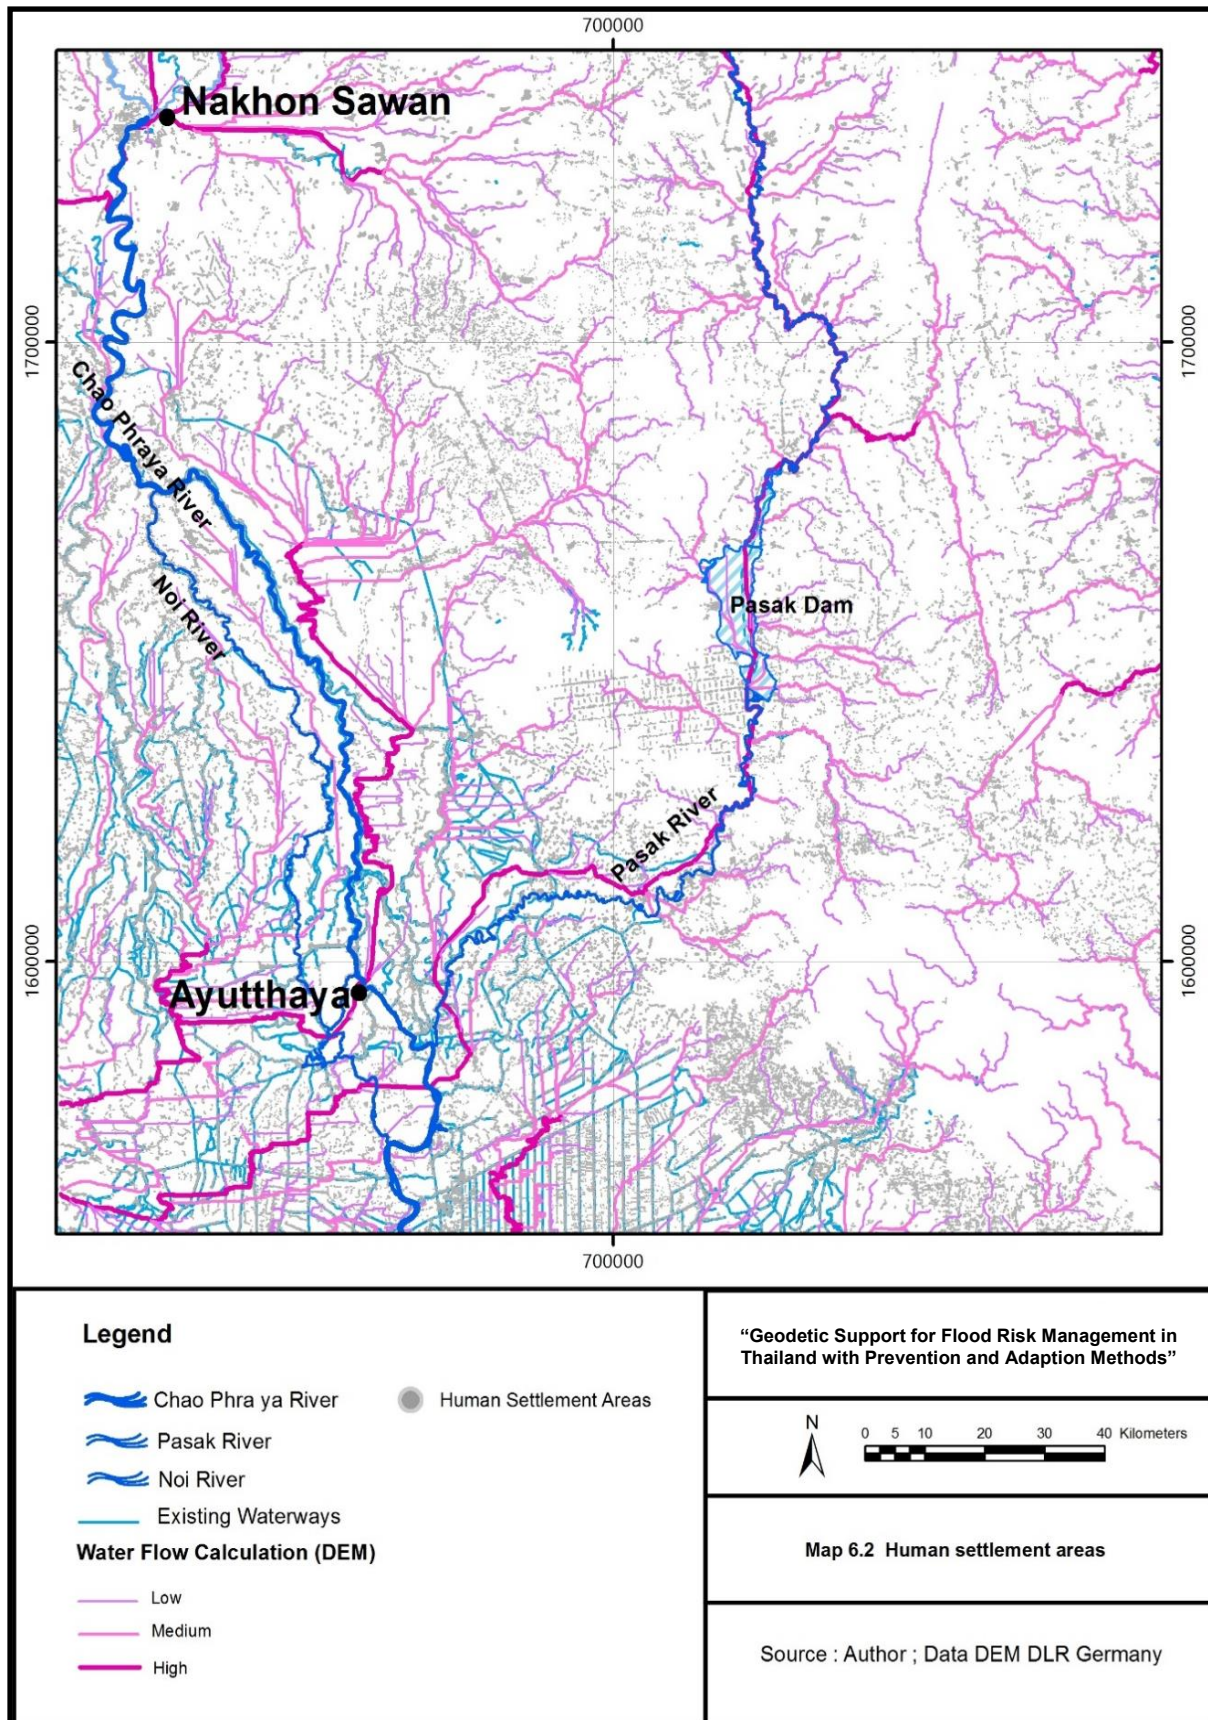 700000
Nakhon Sawan
1700000
1700000
Chao Phraya River
Noi River
Pasak Dam
Pasak River
1600000
1600000
Ayutthaya
700000
Legend
Chao Phra ya River
Human Settlement Areas
Pasak River
Noi River
Existing Waterways
Water Flow Calculation (DEM)
Low
Medium
High
“Geodetic Support for Flood Risk Management in
Thailand with Prevention and Adaption Methods”
N
0 5 10 20 30 40 Kilometers
Map 6.2 Human settlement areas
Source : Author ; Data DEM DLR Germany